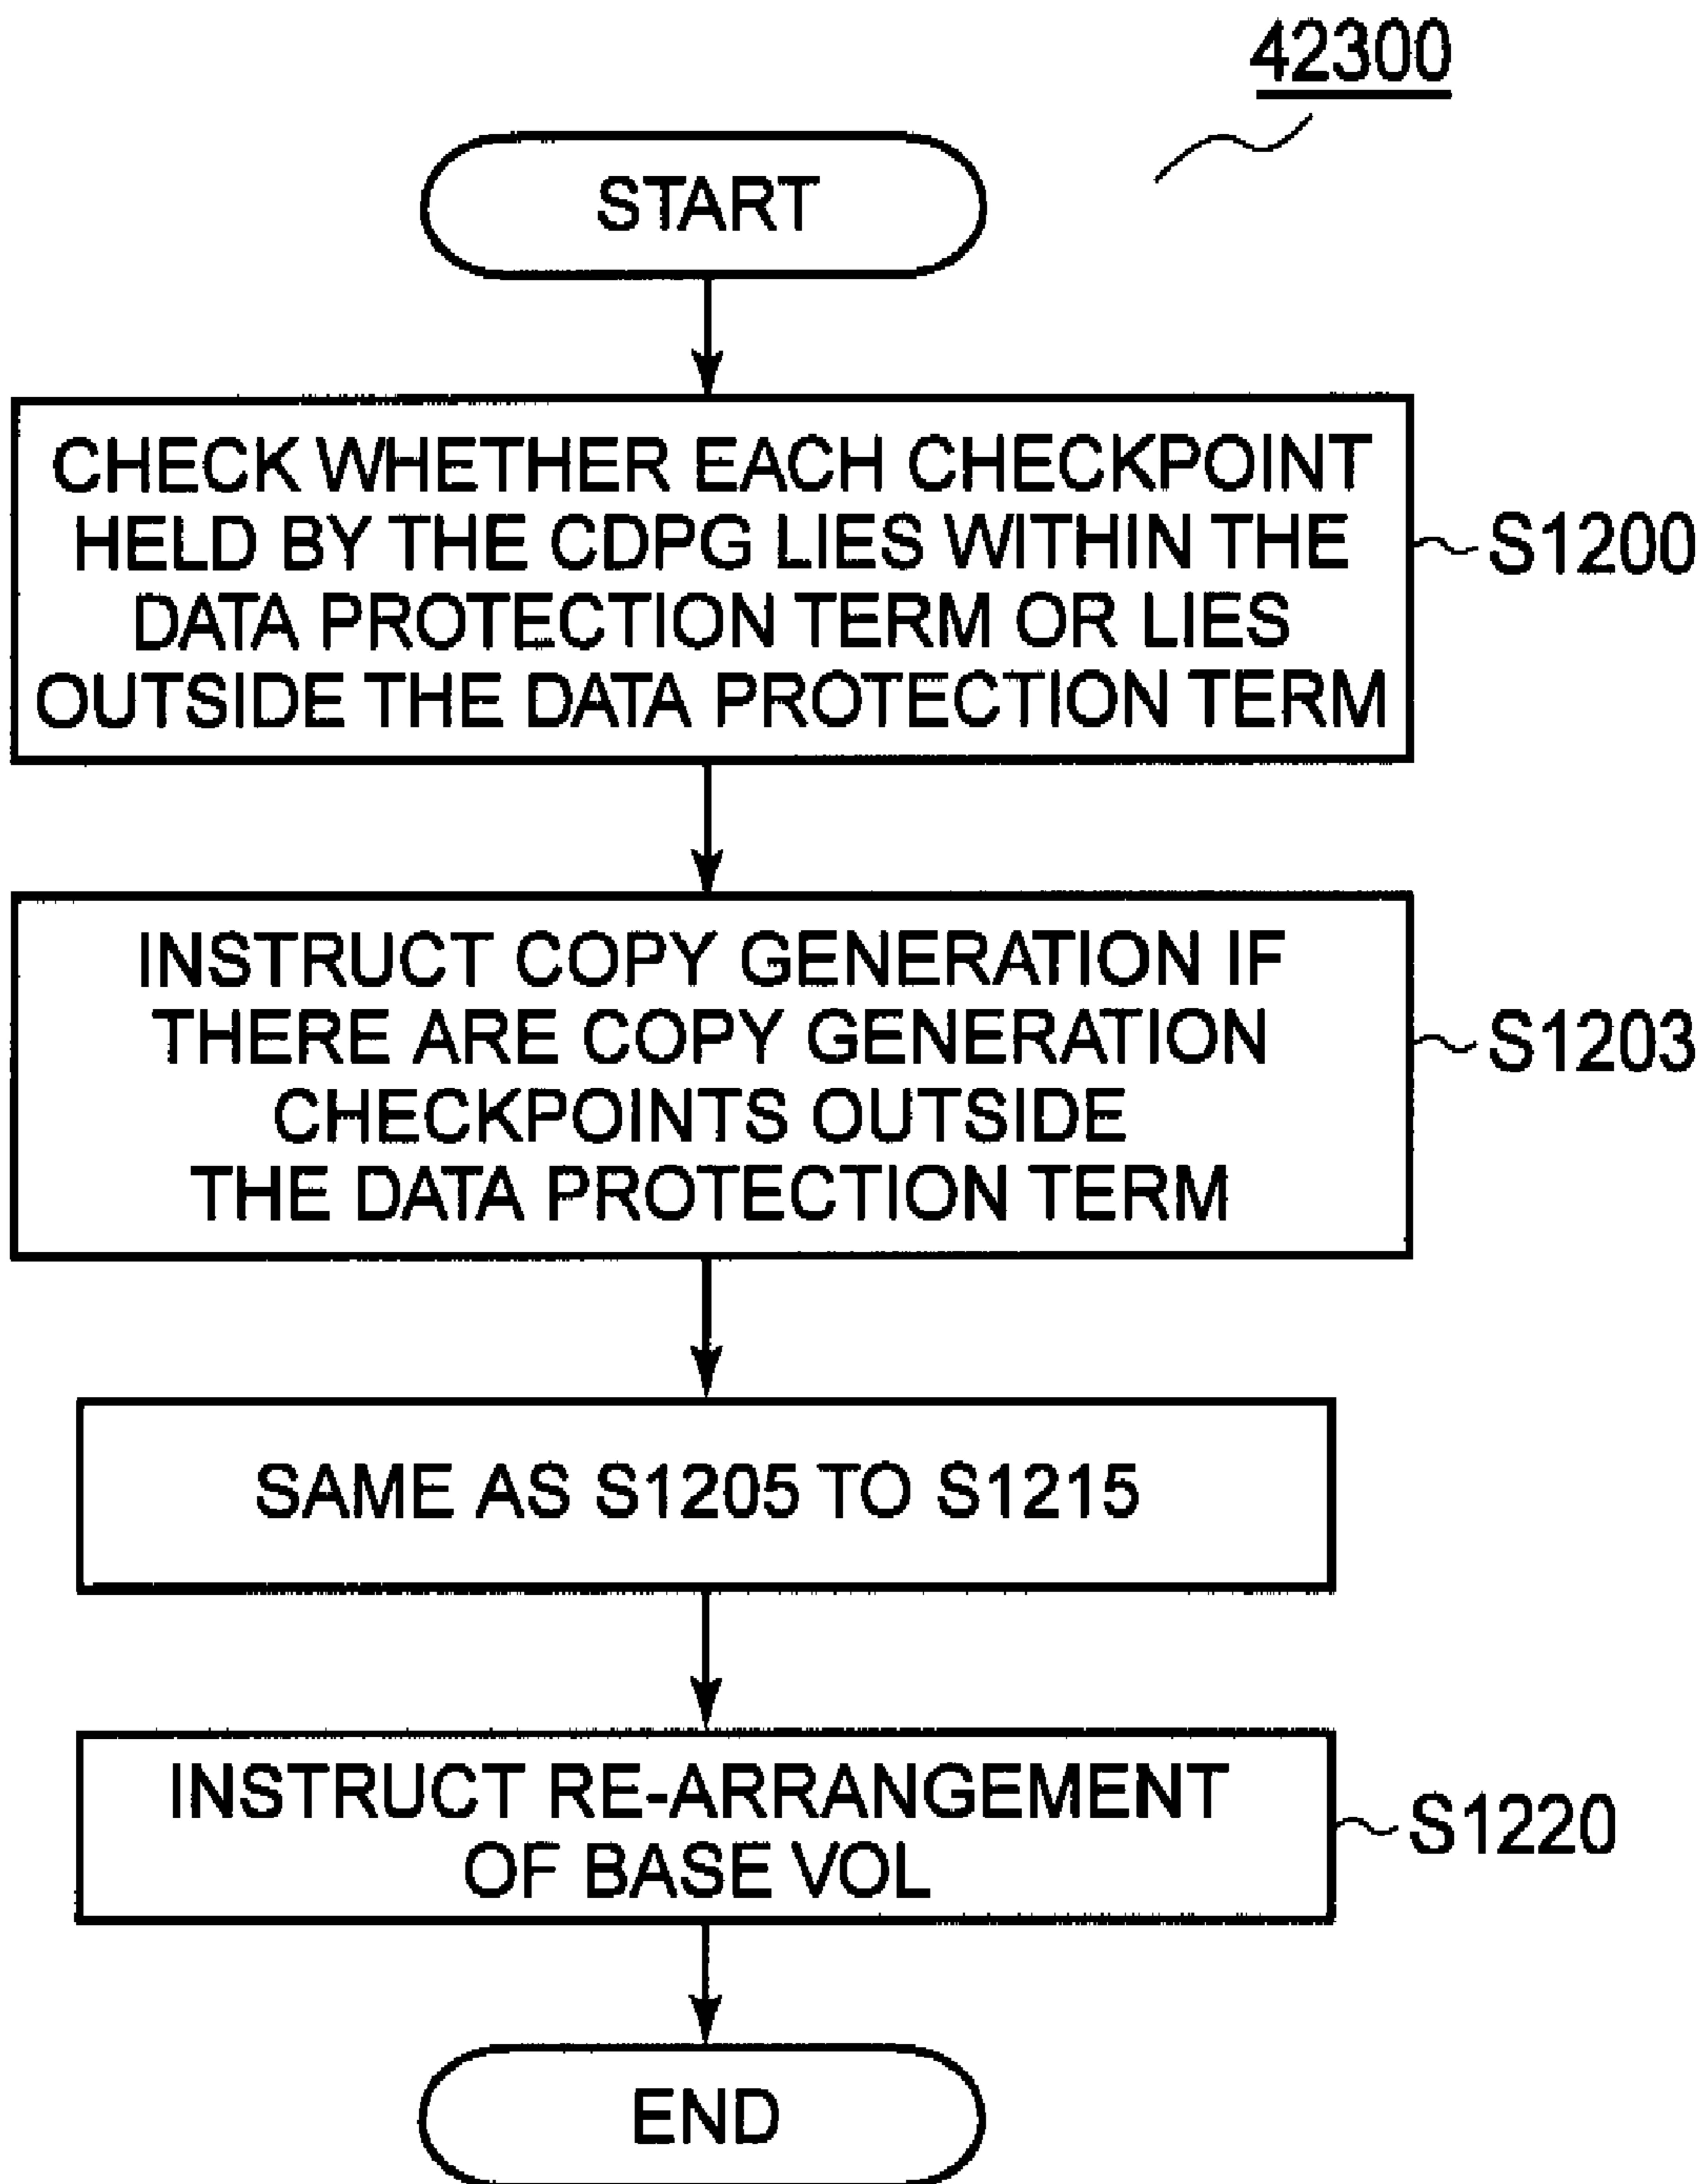 42300
START
CHECK WHETHER EACH CHECKPOINT
HELD BY THE CDPG LIES WITHIN THE
DATA PROTECTION TERM OR LIES
OUTSIDE THE DATA PROTECTION TERM
S1200
INSTRUCT COPY GENERATION IF
THERE ARE COPY GENERATION
CHECKPOINTS OUTSIDE
THE DATA PROTECTION TERM
S1203
SAME AS S1205 TO S1215
INSTRUCT RE-ARRANGEMENT
OF BASE VOL
S1220
END